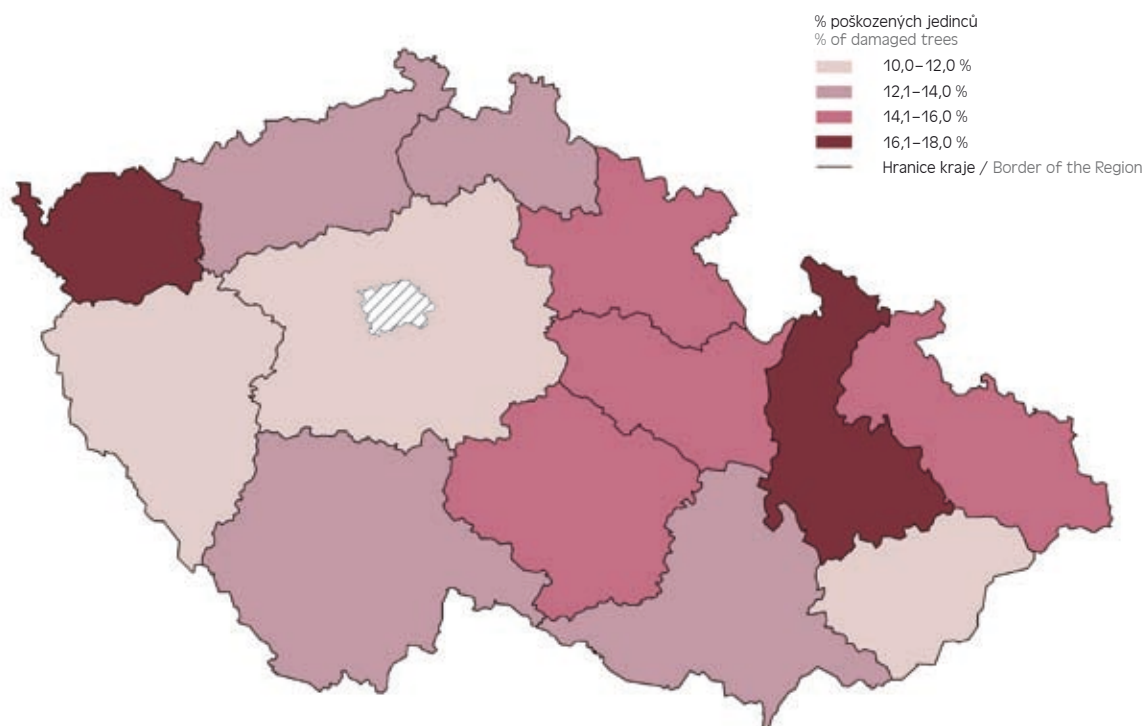 % poškozených jedinců
% of damaged trees
10,0–12,0 %
12,1–14,0 %
14,1–16,0 %
16,1–18,0 %
Hranice kraje / Border of the Region